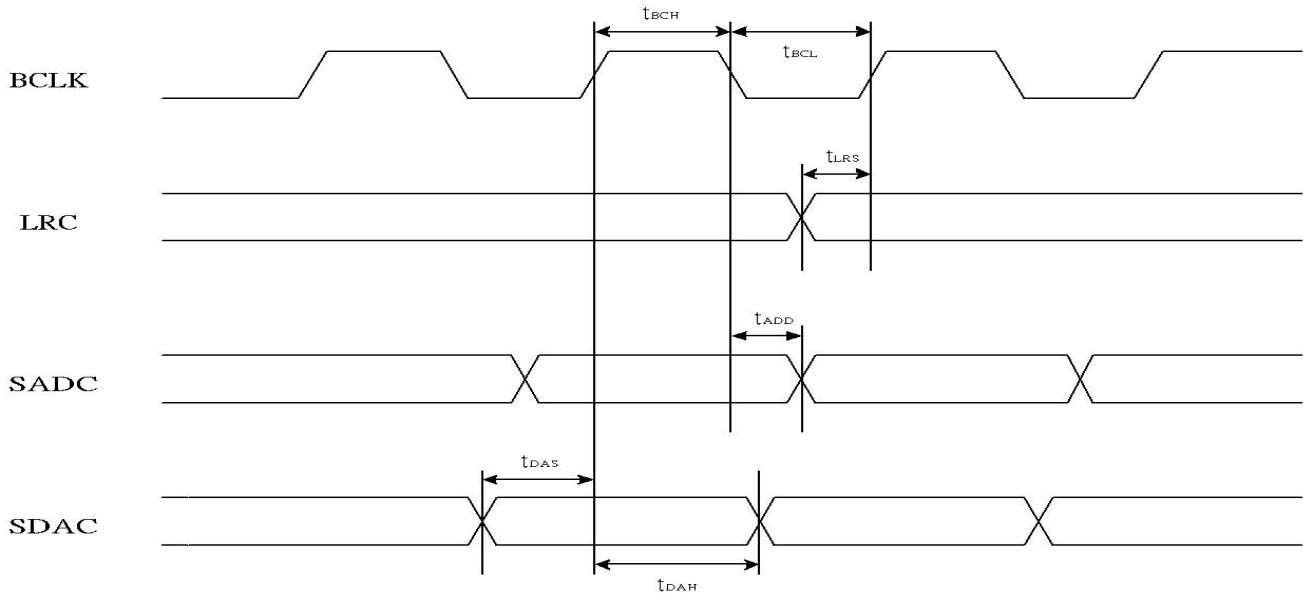 tBCH
tBCL
BCLK
tLRS
LRC
tADD
SADC
tDAS
SDAC
tDAH